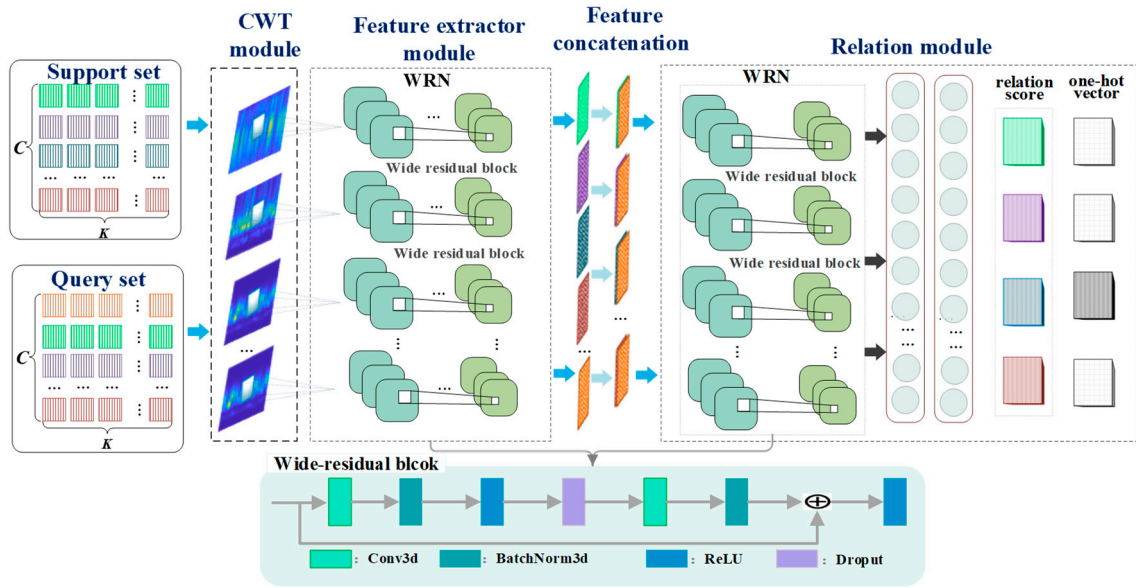 CWT
module
Feature extractor
module
Feature
concatenation
Relation module
Support set
C
...
...
K
Query set
C
...
...
K
...
WRN
...
Wide residual block
...
Wide residual block
...
...
...
WRN
...
Wide residual block
Wide residual block
...
...
...
...
relation
score
one-hot
vector
Wide-residual blcok
: Conv3d
: BatchNorm3d
: ReLU
: Droput